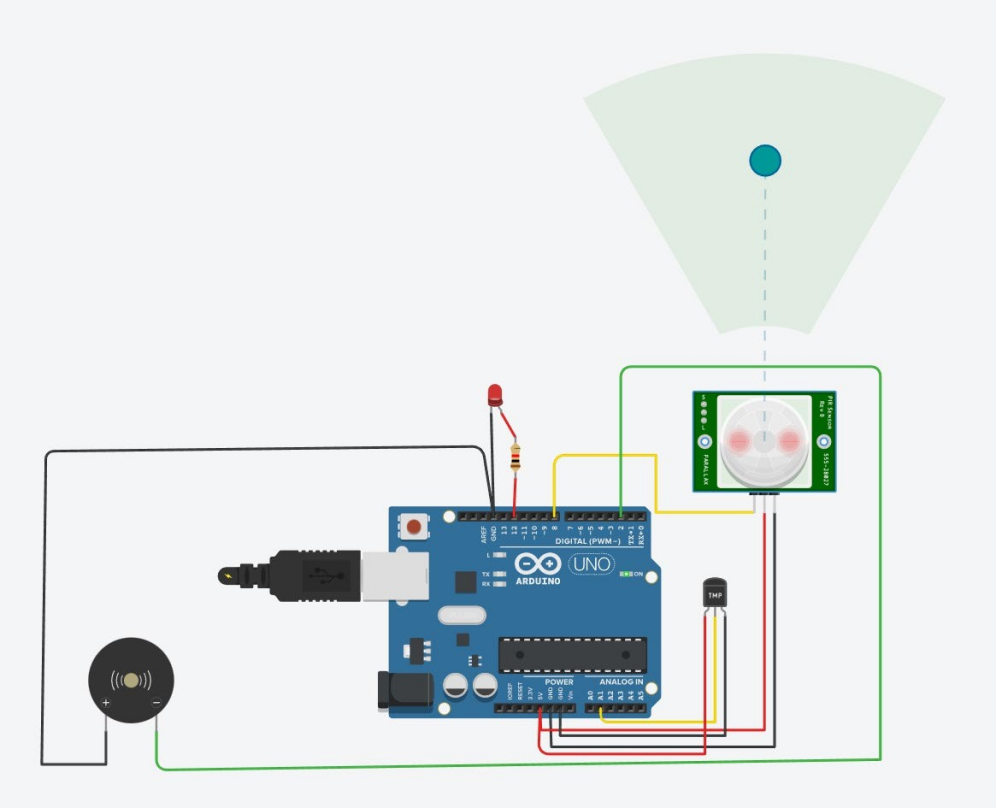 PIR Sensor
Rev B
555-28027
PARALLAX
S
L
AREF
GND
13
12
~11
~10
~9
8
7
~6
~5
4
~3
2
TX→1
RX←0
DIGITAL (PWM~)
L
TX
RX
ARDUINO
UNO
ON
TMP
POWER
ANALOG IN
IOREF
RESET
3.3V
5V
GND
GND
Vin
A0
A1
A2
A3
A4
A5
+
−